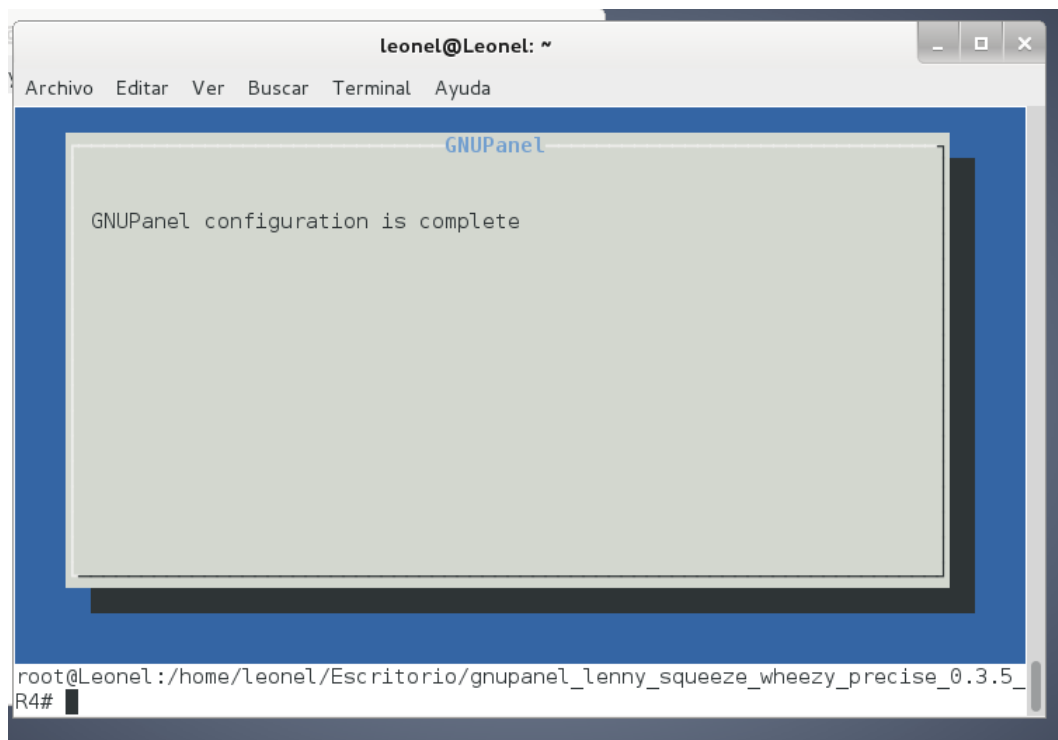 leonel@Leonel: ~
Archivo Editar Ver Buscar Terminal Ayuda
GNUPanel
GNUPanel configuration is complete
root@Leonel:/home/leonel/Escritorio/gnupanel_lenny_squeeze_wheezy_precise_0.3.5_
R4#